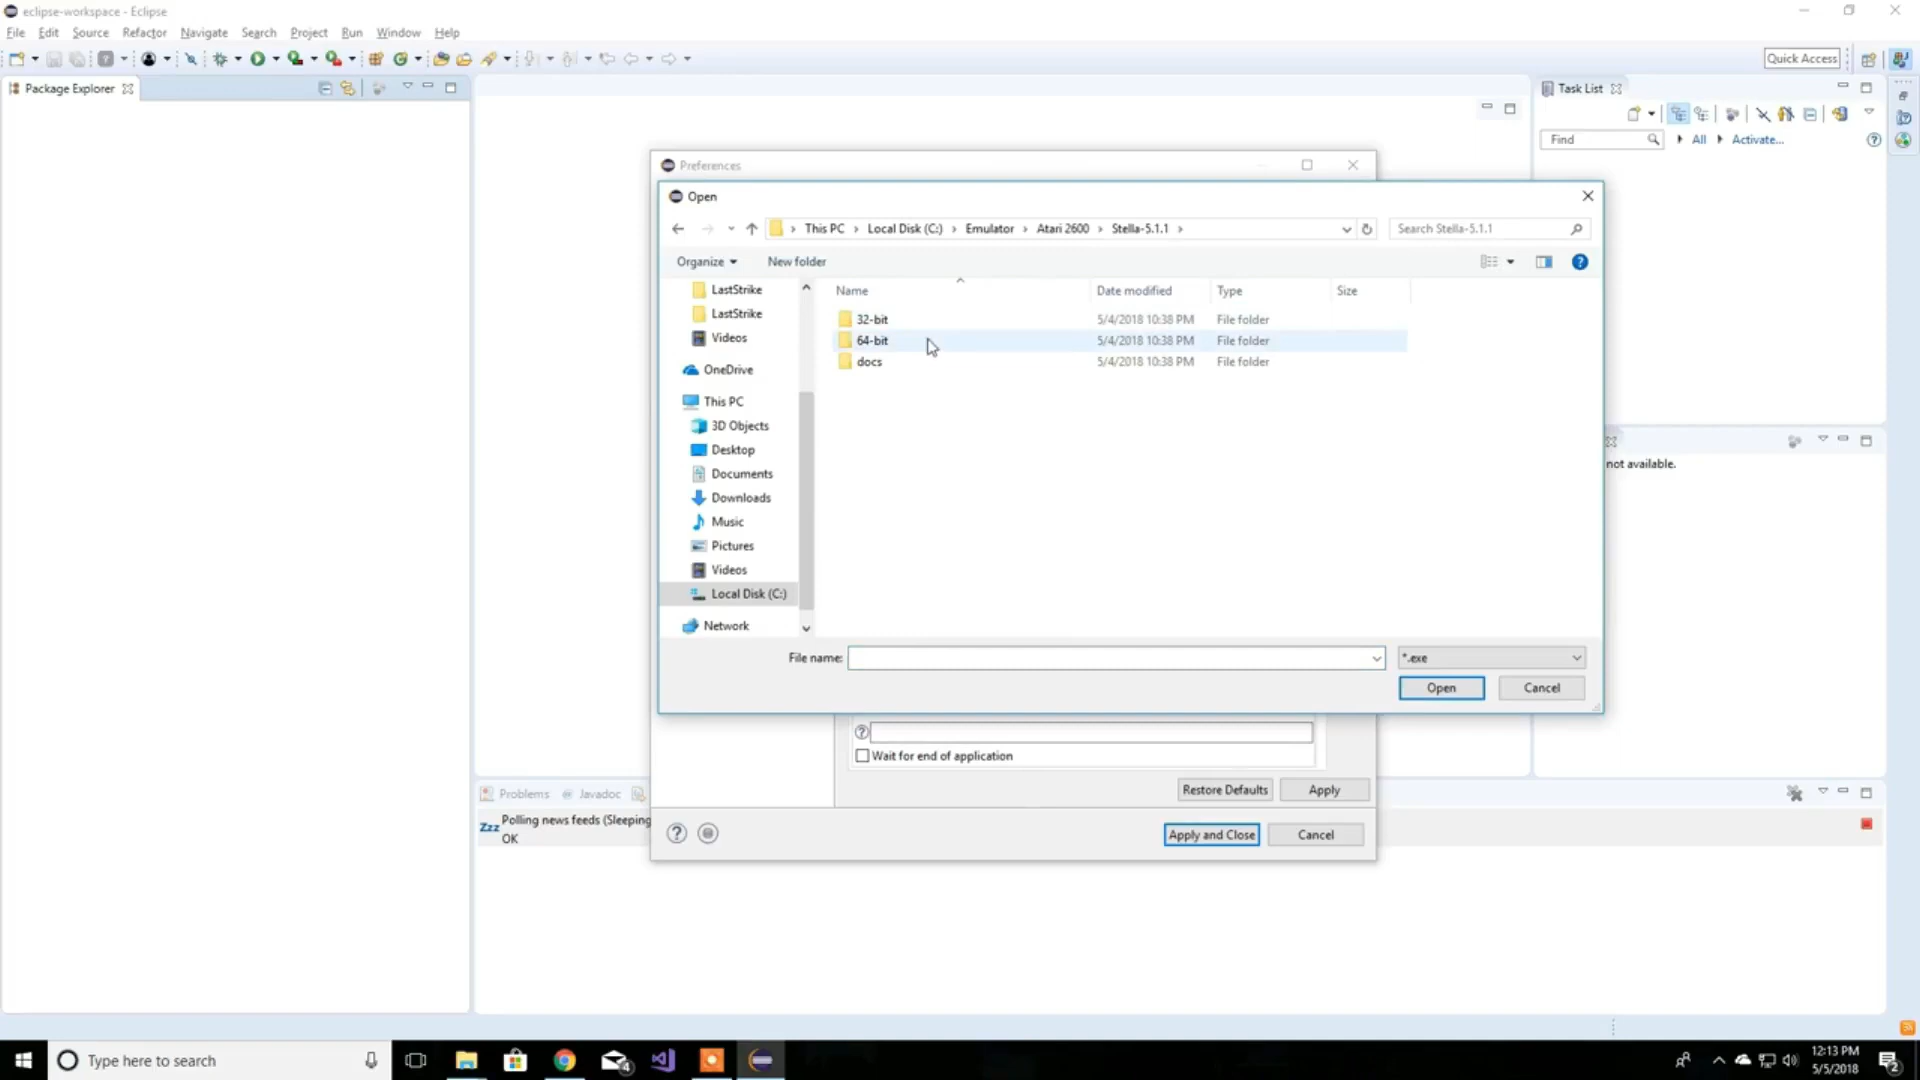 eclipse-workspace - Eclipse
File Edit Source Refactor Navigate Search Project Run Window Help
Quick Access
Package Explorer
Task List
Find
All
Activate...
Preferences
Open
This PC > Local Disk (C:) > Emulator > Atari 2600 > Stella-5.1.1 >
Search Stella-5.1.1
Organize
New folder
LastStrike
LastStrike
Videos
OneDrive
This PC
3D Objects
Desktop
Documents
Downloads
Music
Pictures
Videos
Local Disk (C:)
Network
Name Date modified Type Size
32-bit 5/4/2018 10:38 PM File folder
64-bit 5/4/2018 10:38 PM File folder
docs 5/4/2018 10:38 PM File folder
not available.
File name:
*.exe
Open
Cancel
Wait for end of application
Restore Defaults
Apply
Apply and Close
Cancel
Problems
Javadoc
Zzz
Polling news feeds (Sleeping
OK
Type here to search
4
12:13 PM
5/5/2018
2